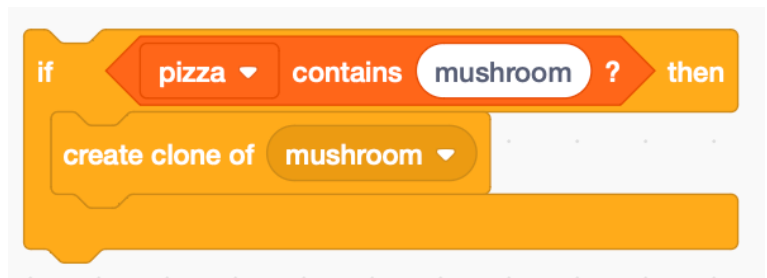 if pizza contains mushroom ? then
create clone of mushroom